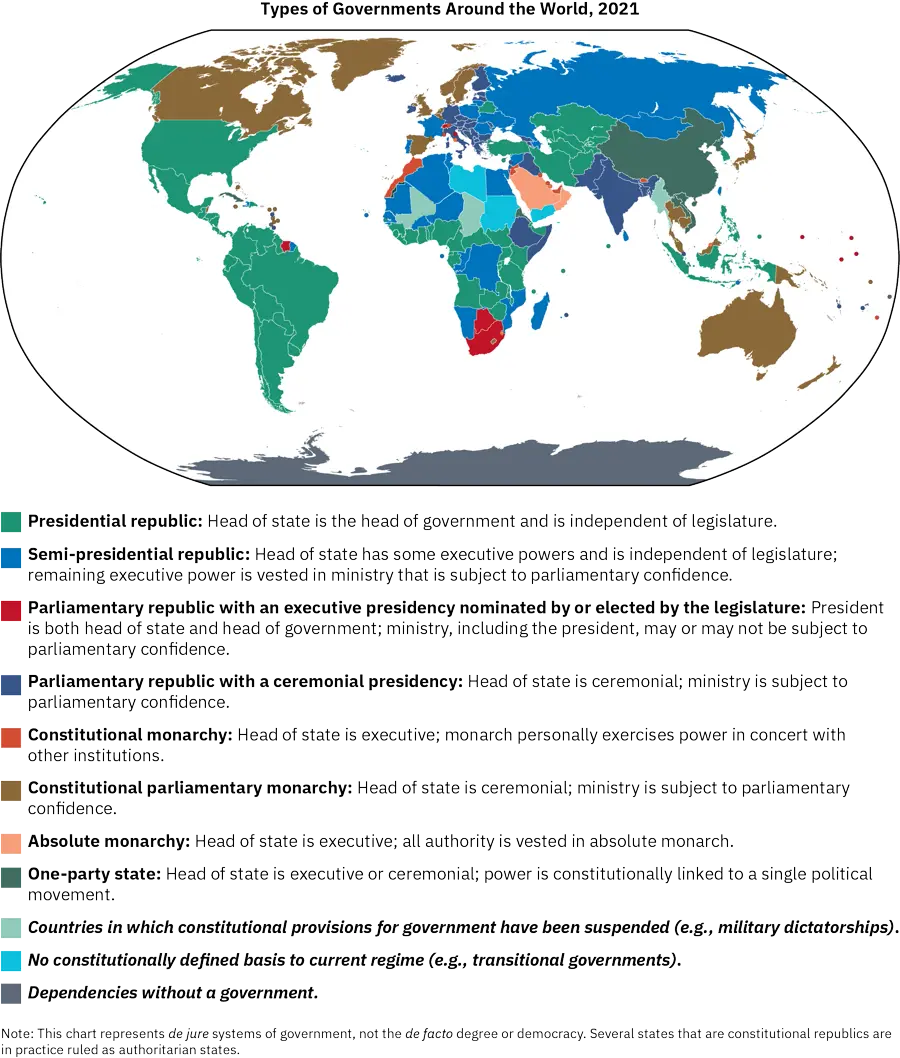 Types of Governments Around the World, 2021
Presidential republic: Head of state is the head of government and is independent of legislature.
Semi-presidential republic: Head of state has some executive powers and is independent of legislature;
remaining executive power is vested in ministry that is subject to parliamentary confidence.
Parliamentary republic with an executive presidency nominated by or elected by the legislature: President
is both head of state and head of government; ministry, including the president, may or may not be subject to
parliamentary confidence.
Parliamentary republic with a ceremonial presidency: Head of state is ceremonial; ministry is subject to
parliamentary confidence.
Constitutional monarchy: Head of state is executive; monarch personally exercises power in concert with
other institutions.
Constitutional parliamentary monarchy: Head of state is ceremonial; ministry is subject to parliamentary
confidence.
Absolute monarchy: Head of state is executive; all authority is vested in absolute monarch.
One-party state: Head of state is executive or ceremonial; power is constitutionally linked to a single political
movement.
Countries in which constitutional provisions for government have been suspended (e.g., military dictatorships).
No constitutionally defined basis to current regime (e.g., transitional governments).
Dependencies without a government.
Note: This chart represents de jure systems of government, not the de facto degree or democracy. Several states that are constitutional republics are
in practice ruled as authoritarian states.